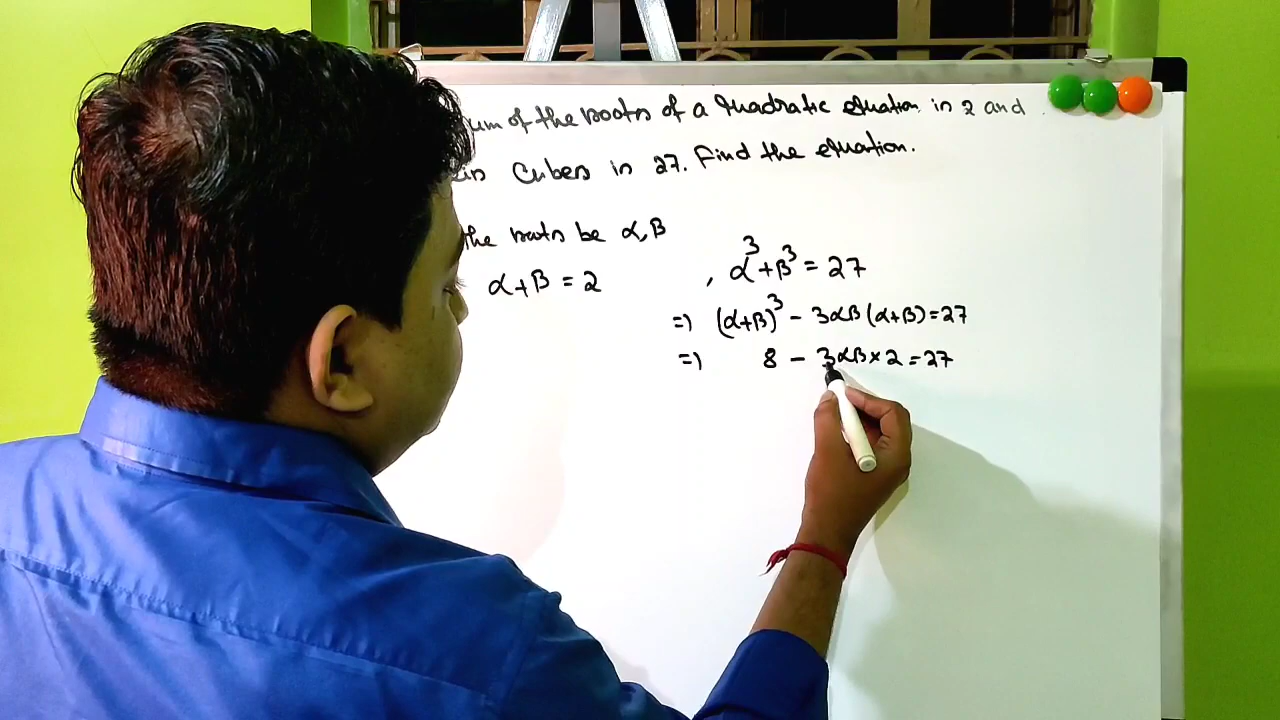 um of the roots of a quadratic equation is 2 and
Cubes is 27. Find the equation.
the roots be α, β
α+β = 2 , α³+β³ = 27
=) (α+β)³ - 3αβ(α+β) = 27
=) 8 - 3αβ×2 = 27